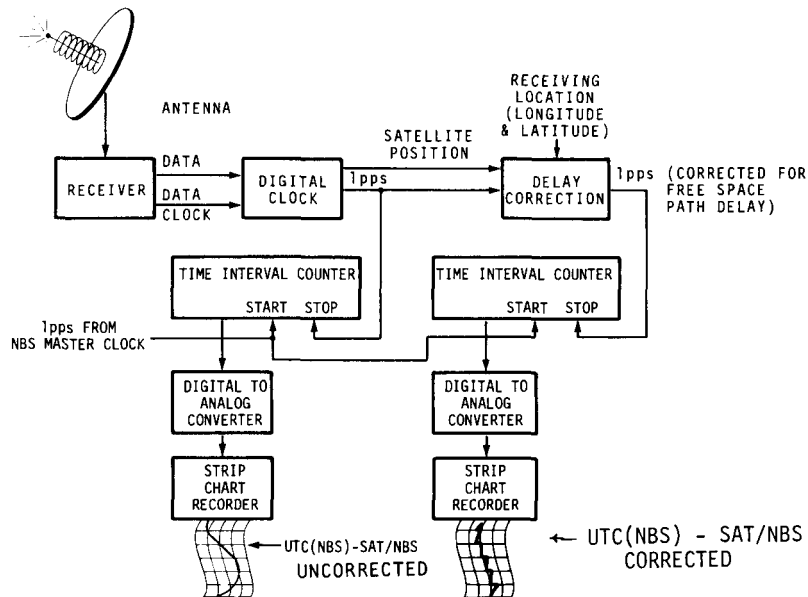 ANTENNA
RECEIVING
LOCATION
(LONGITUDE
& LATITUDE)
SATELLITE
POSITION
DATA
DATA
CLOCK
RECEIVER
DIGITAL
CLOCK
1pps
DELAY
CORRECTION
1pps (CORRECTED FOR
FREE SPACE
PATH DELAY)
TIME INTERVAL COUNTER
START STOP
TIME INTERVAL COUNTER
START STOP
1pps FROM
NBS MASTER CLOCK
DIGITAL TO
ANALOG
CONVERTER
DIGITAL TO
ANALOG
CONVERTER
STRIP
CHART
RECORDER
STRIP
CHART
RECORDER
UTC(NBS)-SAT/NBS
UNCORRECTED
UTC(NBS) - SAT/NBS
CORRECTED